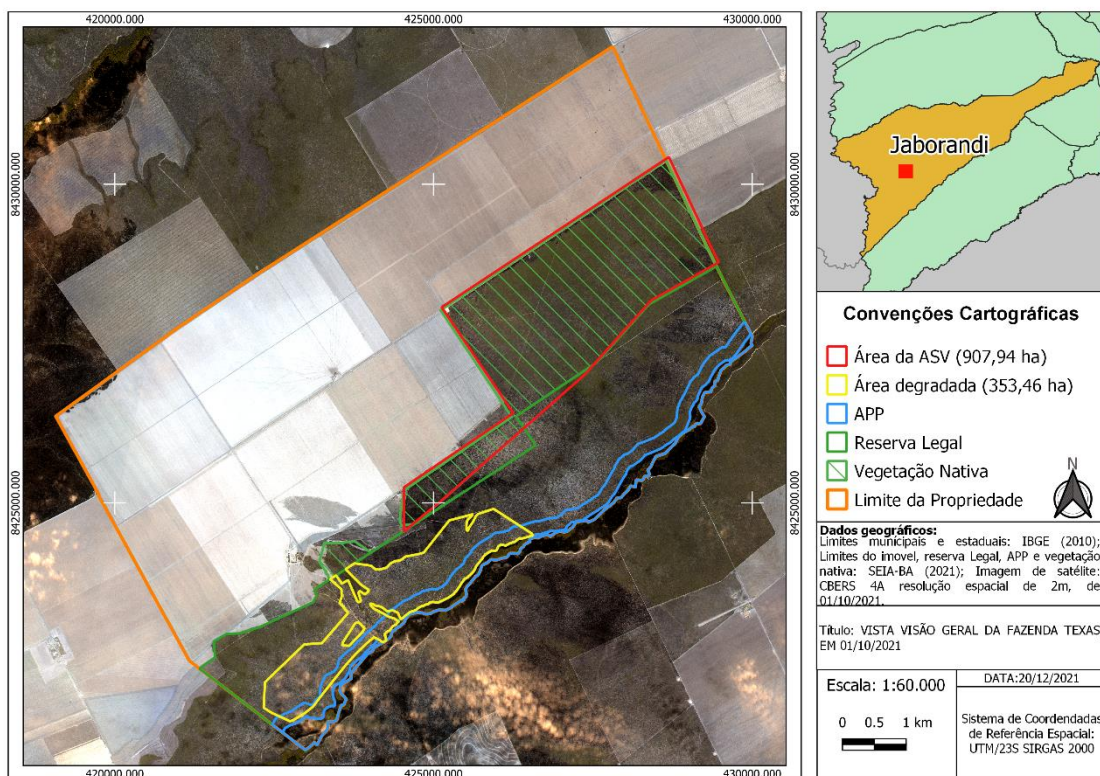 420000.000 425000.000 430000.000
8430000.000 8430000.000
8425000.000 8425000.000
420000.000 425000.000 430000.000
Jaborandi
Convenções Cartográficas
Área da ASV (907,94 ha)
Área degradada (353,46 ha)
APP
Reserva Legal
Vegetação Nativa
Limite da Propriedade
N
Dados geográficos:
Limites municipais e estaduais: IBGE (2010);
Limites do imovel, reserva Legal, APP e vegetação
nativa: SEIA-BA (2021); Imagem de satélite:
CBERS 4A resolução espacial de 2m, de
01/10/2021.
Título: VISTA VISÃO GERAL DA FAZENDA TEXAS
EM 01/10/2021
Escala: 1:60.000
0 0.5 1 km
DATA:20/12/2021
Sistema de Coordendadas
de Referência Espacial:
UTM/23S SIRGAS 2000